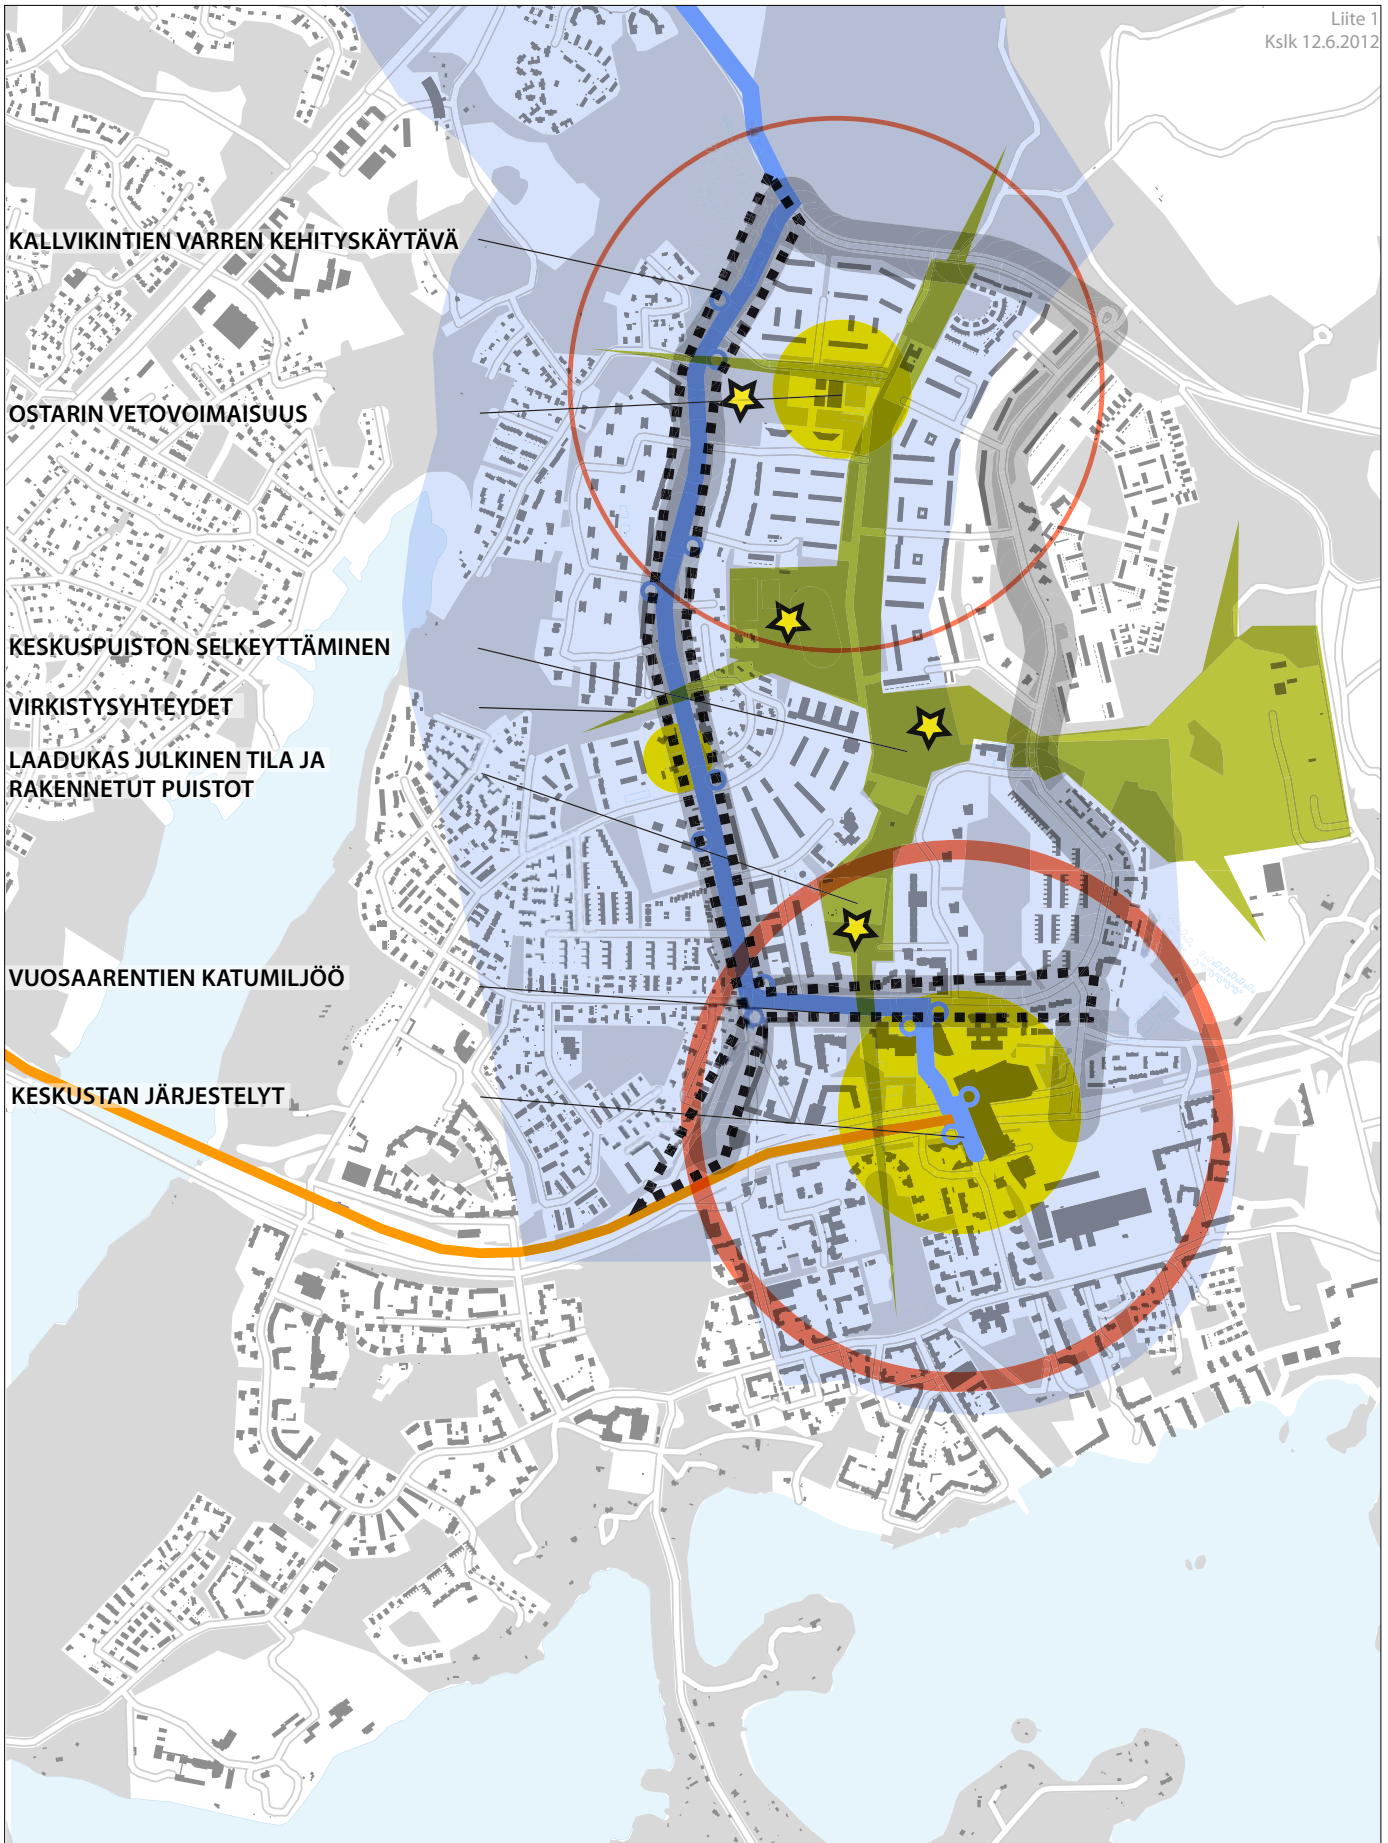 Liite 1
Kslk 12.6.2012
KALLVIKINTIEN VARREN KEHITYSKÄYTÄVÄ
OSTARIN VETOVOIMAISUUS
KESKUSPUISTON SELKEYTTÄMINEN
VIRKISTYSYHTEYDET
LAADUKAS JULKINEN TILA JA
RAKENNETUT PUISTOT
VUOSAARENTIEN KATUMILJÖÖ
KESKUSTAN JÄRJESTELYT